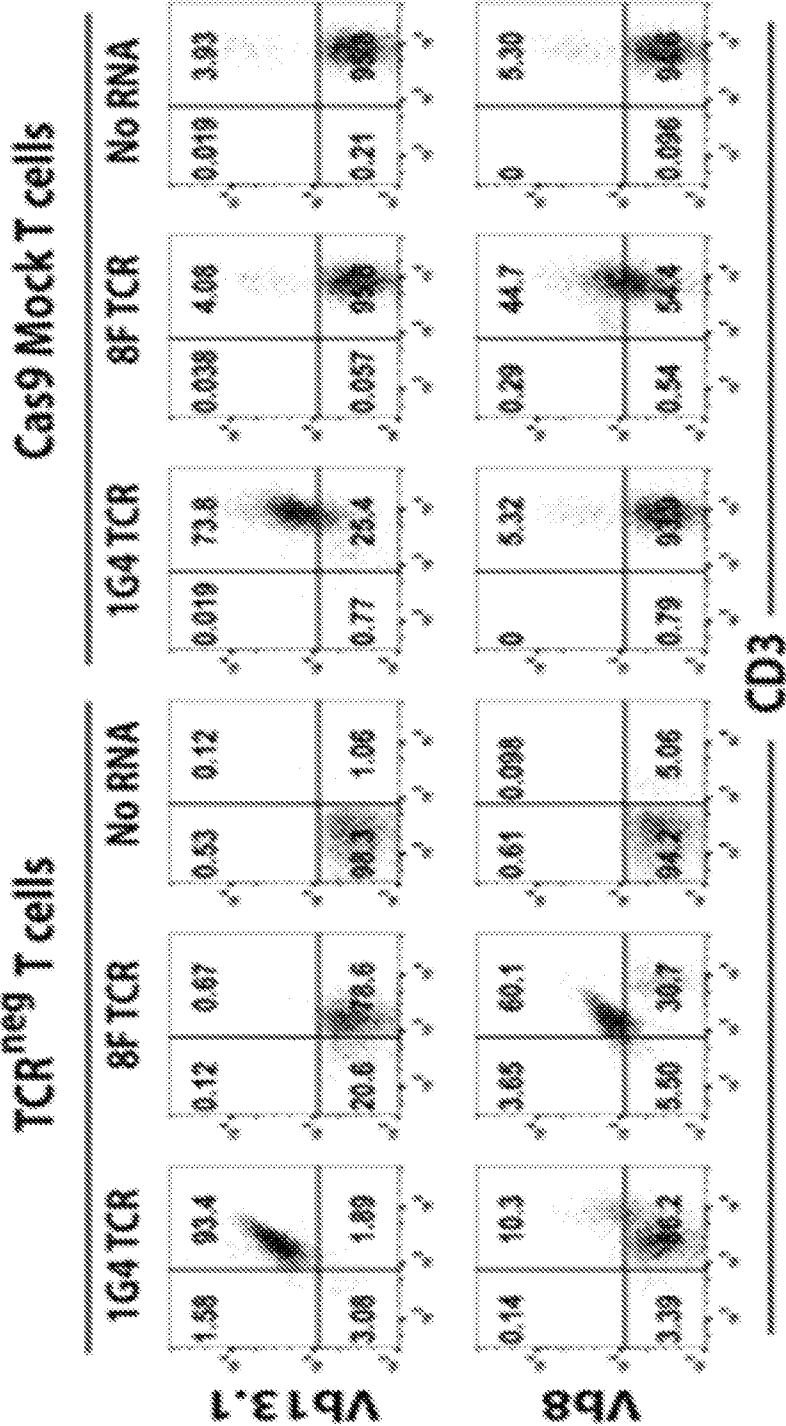 TCRneg T cells Cas9 Mock T cells
1G4 TCR 8F TCR No RNA 1G4 TCR 8F TCR No RNA
Vb13.1
1.58 93.4 0.12 0.67 0.53 0.12 0.019 73.8 0.038 4.08 0.019 3.93
3.08 1.89 20.6 78.6 98.3 1.06 0.77 25.4 0.057 0.21
Vb8
0.14 10.3 3.65 60.1 0.61 0.098 0 5.32 0.29 44.7 0 5.30
3.39 5.50 30.7 94.2 5.06 0.79 0.54 54.4 0.096
CD3